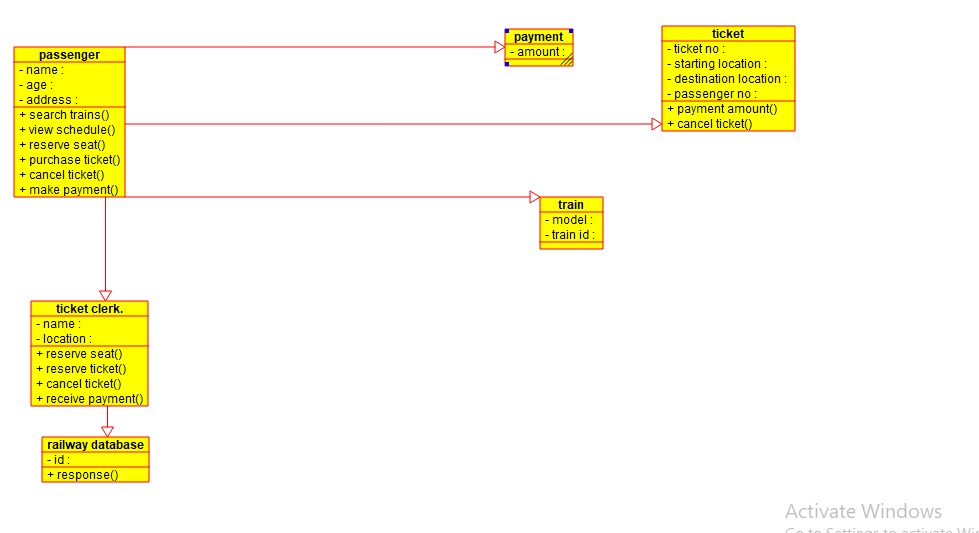 passenger
- name :
- age :
- address :
+ search trains()
+ view schedule()
+ reserve seat()
+ purchase ticket()
+ cancel ticket()
+ make payment()
payment
- amount :
ticket
- ticket no :
- starting location :
- destination location :
- passenger no :
+ payment amount()
+ cancel ticket()
train
- model :
- train id :
ticket clerk.
- name :
- location :
+ reserve seat()
+ reserve ticket()
+ cancel ticket()
+ receive payment()
railway database
- id :
+ response()
Activate Windows
Go to Settings to activate Wi